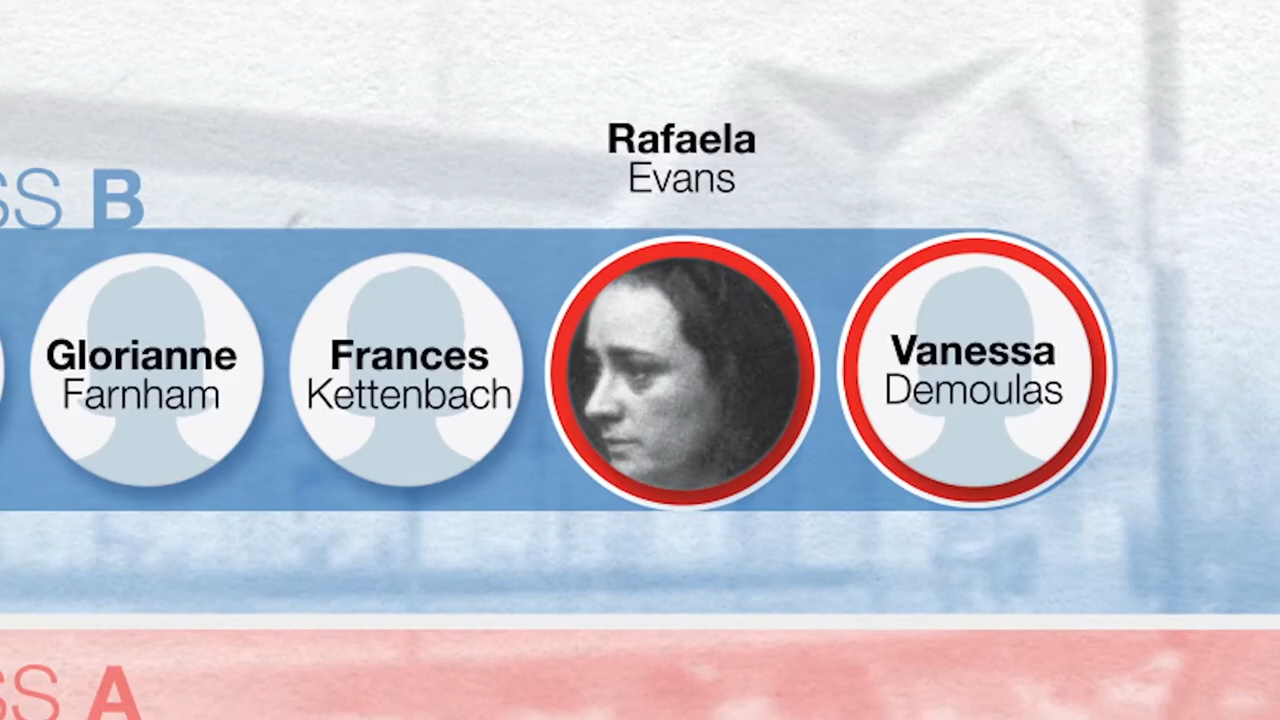 Rafaela
Evans
SS B
Glorianne
Farnham
Frances
Kettenbach
Vanessa
Demoulas
SS A